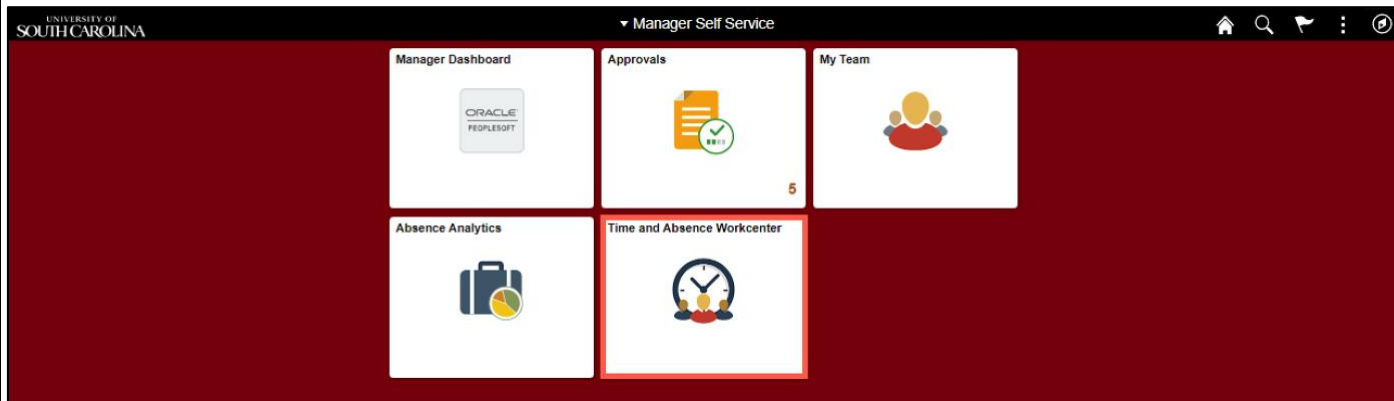 UNIVERSITY OF
SOUTH CAROLINA
Manager Self Service
Manager Dashboard
Approvals
My Team
ORACLE
PEOPLESOFT
5
Absence Analytics
Time and Absence Workcenter